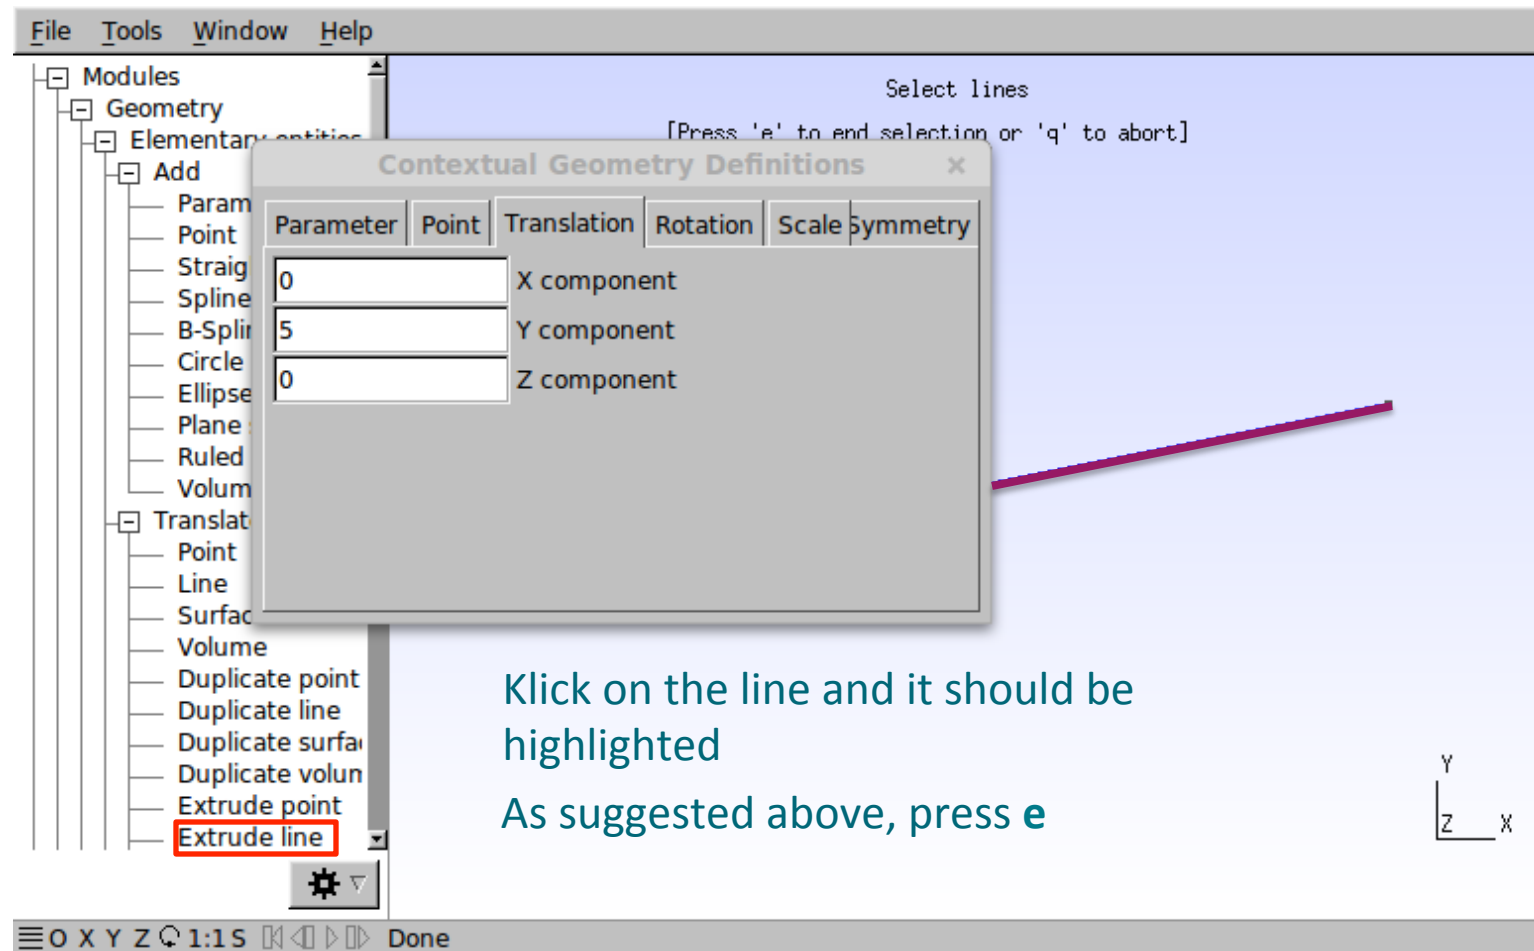 File Tools Window Help
Modules
Geometry
Elementary entities
Add
Param
Point
Straig
Spline
B-Splin
Circle
Ellipse
Plane
Ruled
Volum
Translat
Point
Line
Surfac
Volume
Duplicate point
Duplicate line
Duplicate surfa
Duplicate volum
Extrude point
Extrude line
Select lines
[Press 'e' to end selection or 'q' to abort]
Contextual Geometry Definitions ×
Parameter Point Translation Rotation Scale Symmetry
0 X component
5 Y component
0 Z component
Klick on the line and it should be
highlighted
As suggested above, press e
Y
Z X
O X Y Z 1:1 S Done